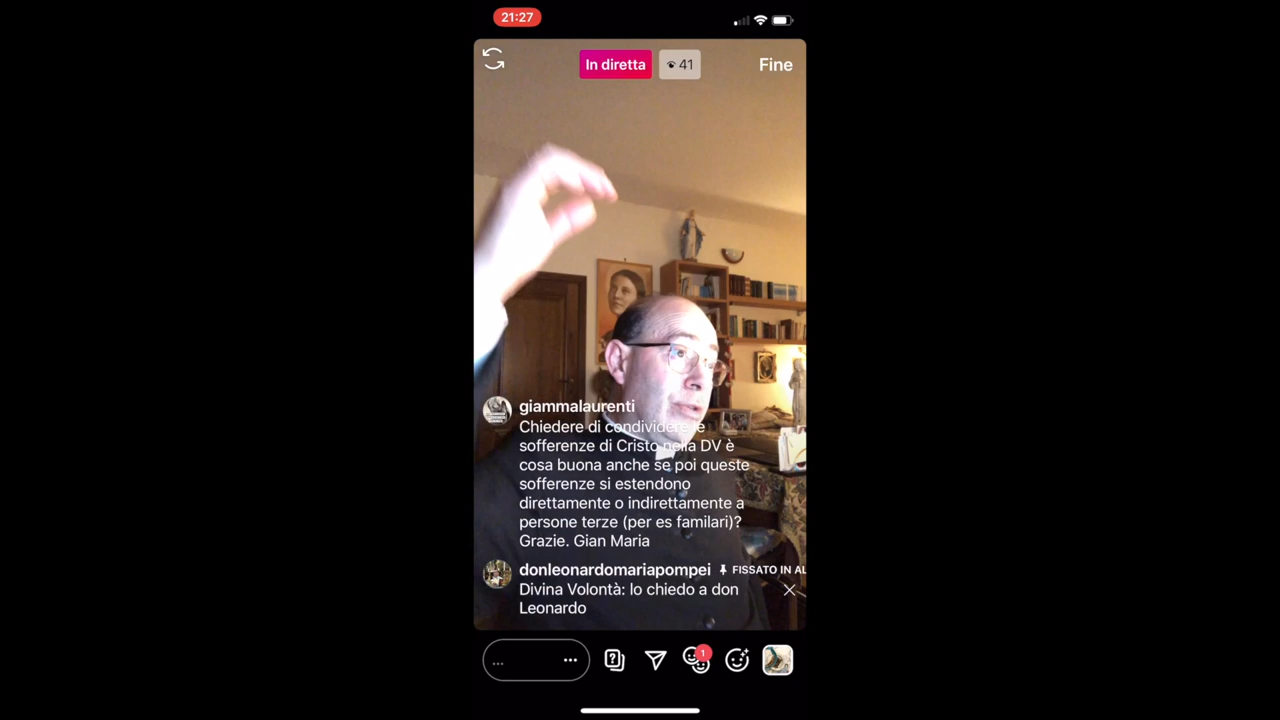 21:27
In diretta
41
Fine
giammalaurenti
Chiedere di condividere le
sofferenze di Cristo nella DV è
cosa buona anche se poi queste
sofferenze si estendono
direttamente o indirettamente a
persone terze (per es familari)?
Grazie. Gian Maria
donleonardomariapompei FISSATO IN AL
Divina Volontà: lo chiedo a don
Leonardo
...
1